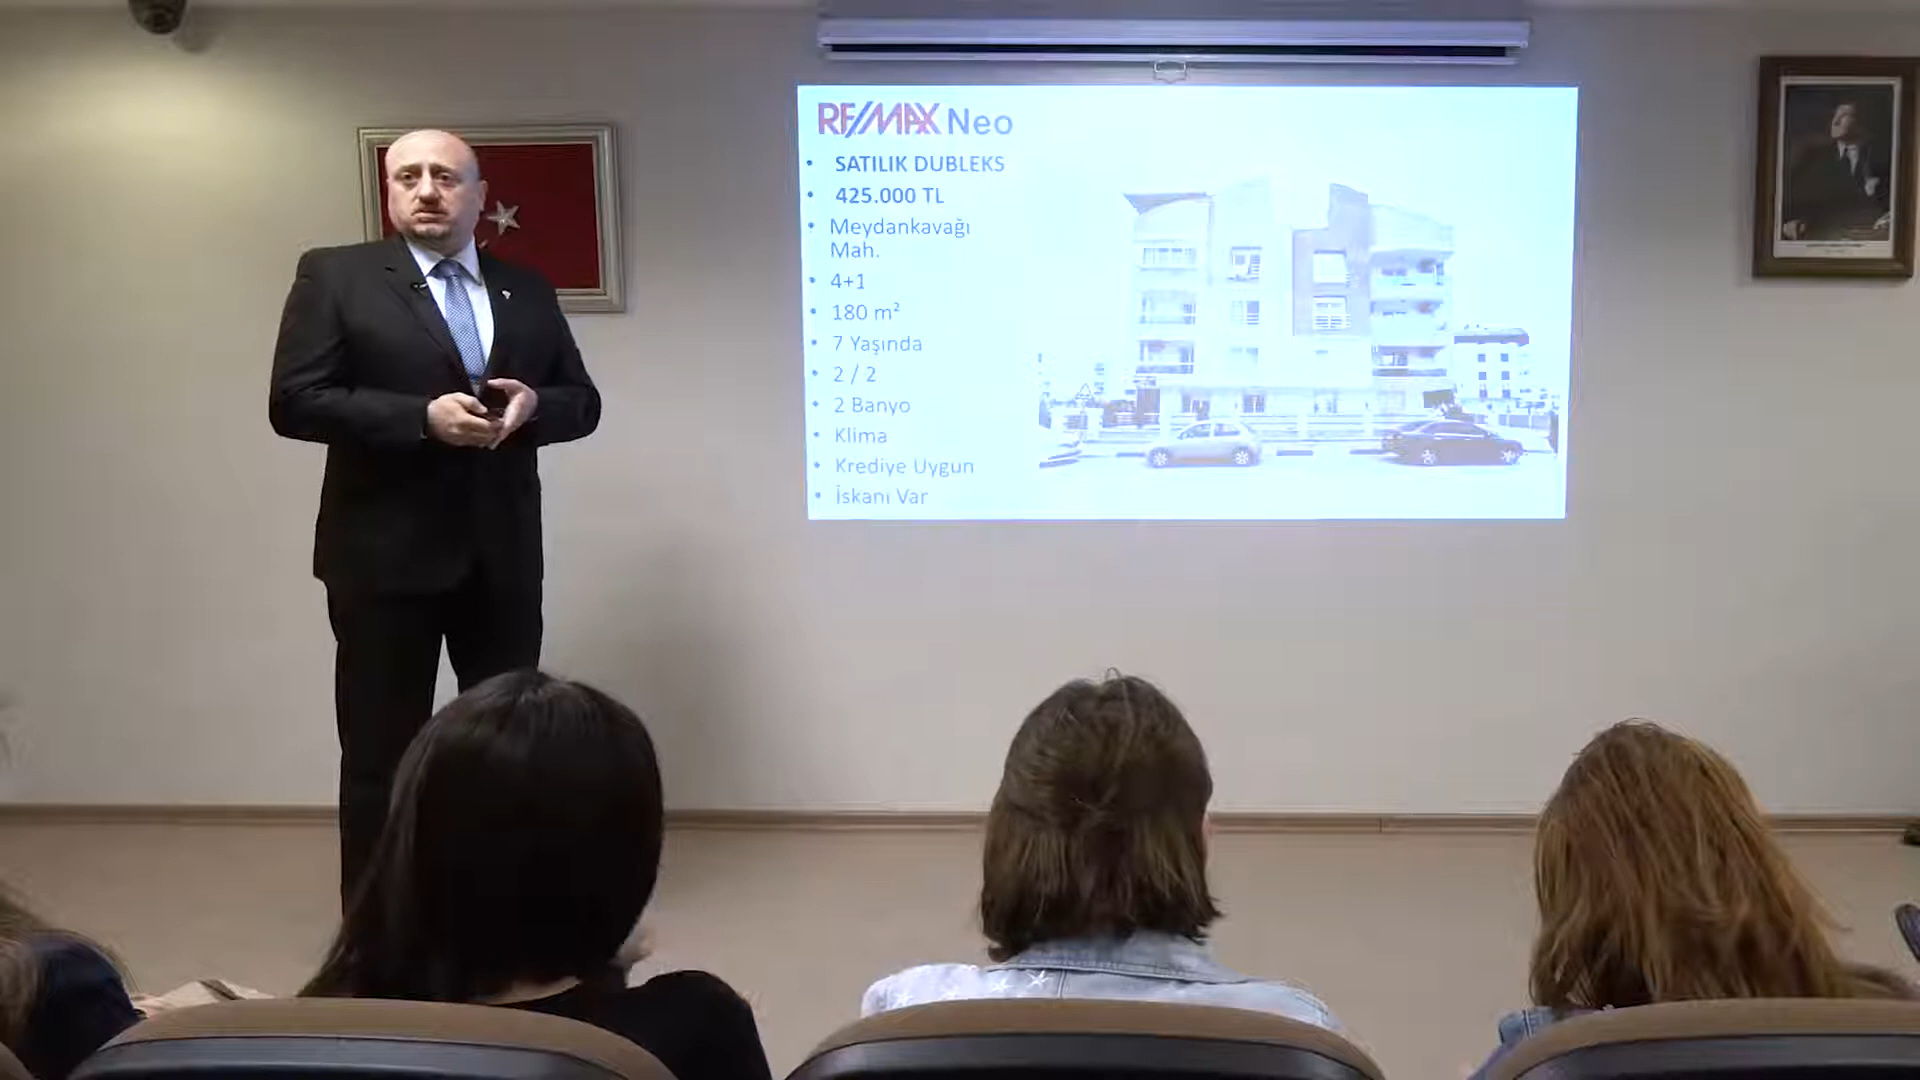 RE/MAX Neo
• SATILIK DUBLEKS
• 425.000 TL
• Meydankavağı
Mah.
• 4+1
• 180 m²
• 7 Yaşında
• 2 / 2
• 2 Banyo
• Klima
• Krediye Uygun
• İskanı Var